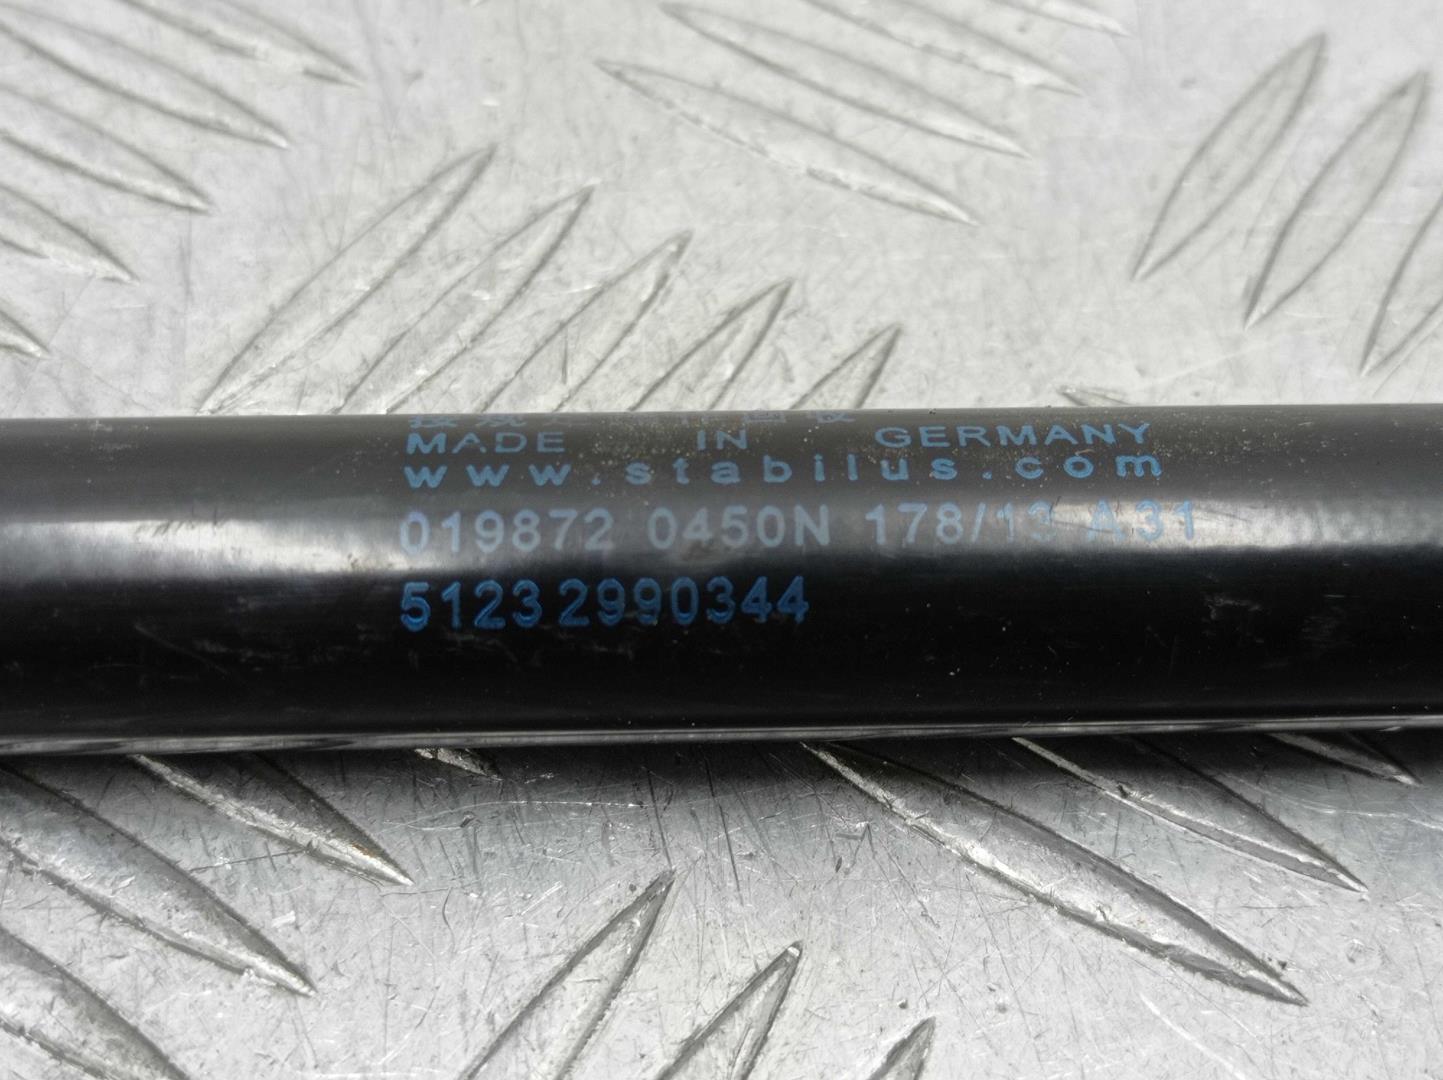 MADE IN GERMANY
www.stabilus.com
019872 0450N 178/13 A31
51232990344